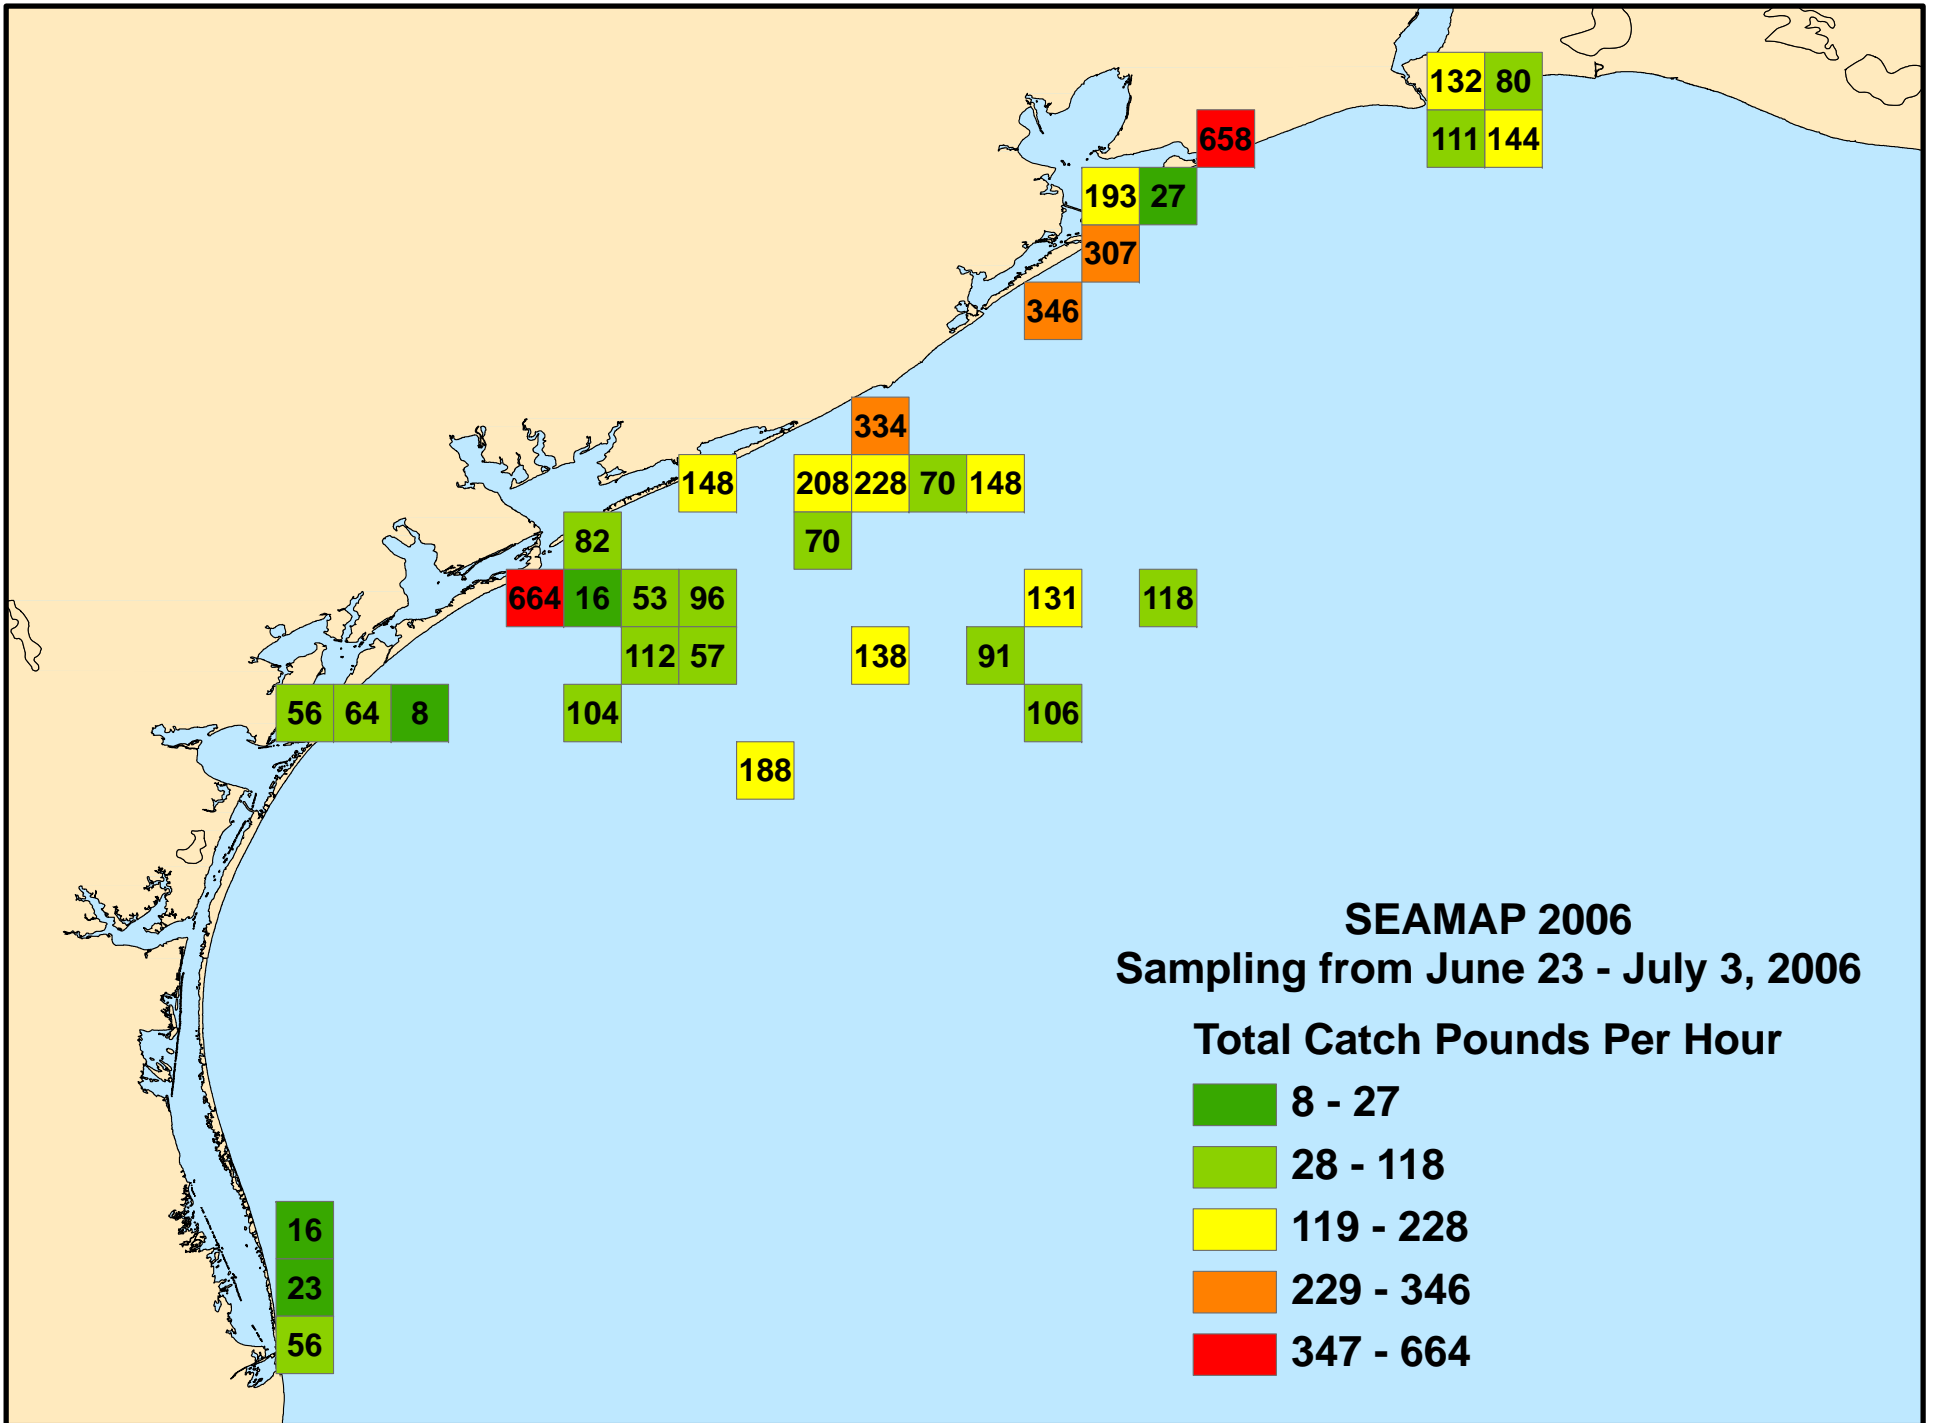 132 80
658 111 144
193 27
307
346
334
148 208 228 70 148
82 70
664 16 53 96 131 118
112 57 138 91
56 64 8 104 106
188
SEAMAP 2006
Sampling from June 23 - July 3, 2006
Total Catch Pounds Per Hour
8 - 27
28 - 118
16
119 - 228
23
229 - 346
56
347 - 664